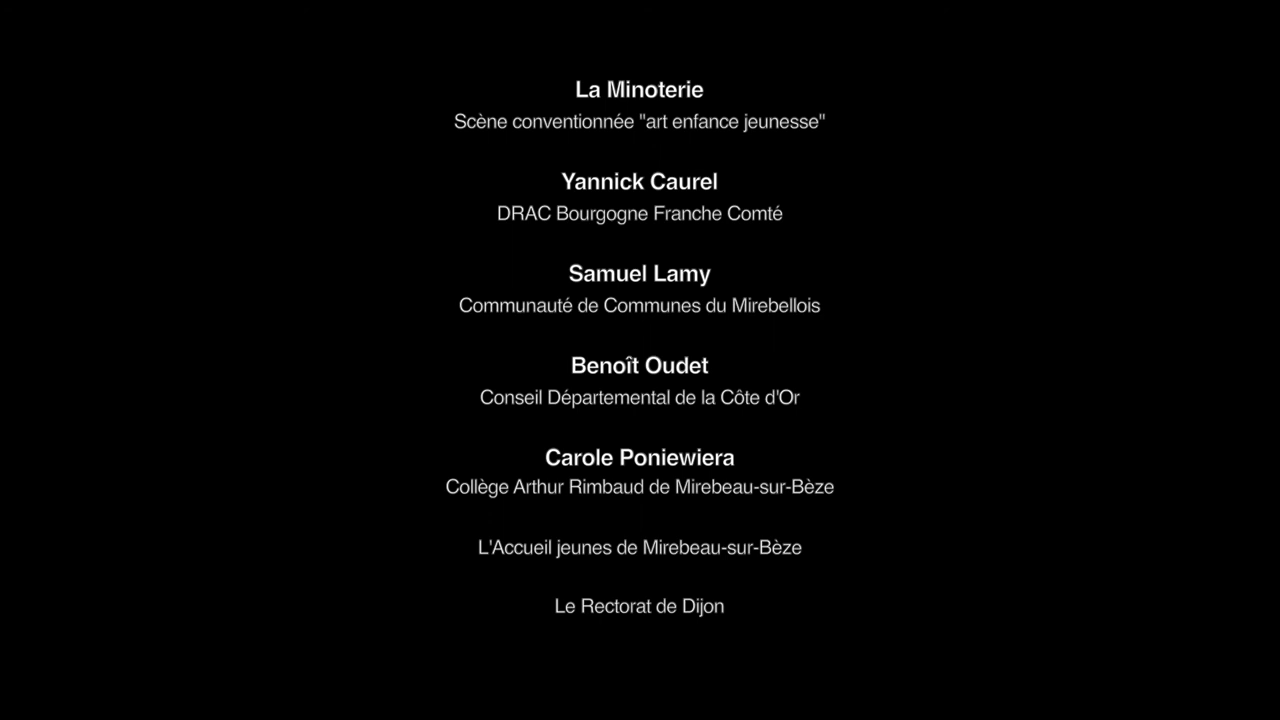 La Minoterie
Scène conventionnée "art enfance jeunesse"
Yannick Caurel
DRAC Bourgogne Franche Comté
Samuel Lamy
Communauté de Communes du Mirebellois
Benoît Oudet
Conseil Départemental de la Côte d'Or
Carole Poniewiera
Collège Arthur Rimbaud de Mirebeau-sur-Bèze
L'Accueil jeunes de Mirebeau-sur-Bèze
Le Rectorat de Dijon